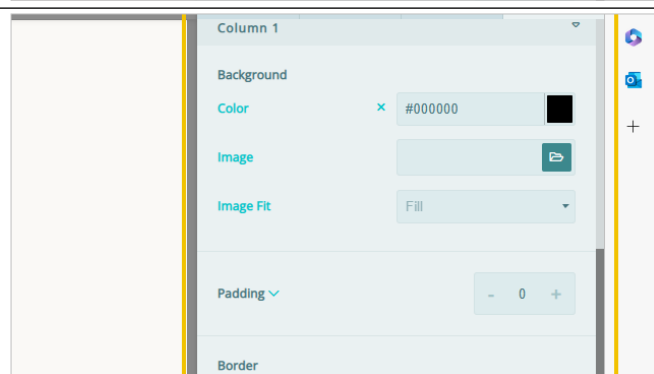 Column 1
Background
Color × #000000
Image
Image Fit Fill
Padding - 0 +
Border